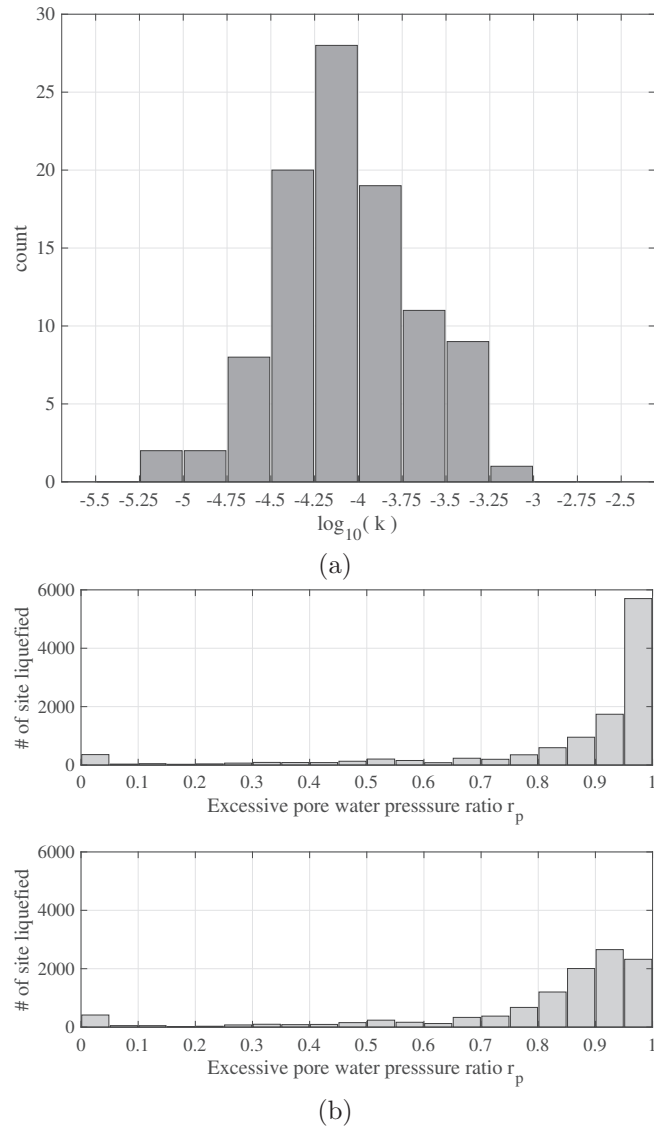 30
25
20
15
10
5
0
count
-5.5 -5.25 -5 -4.75 -4.5 -4.25 -4 -3.75 -3.5 -3.25 -3 -2.75 -2.5
log10( k )
(a)
6000
4000
2000
0
# of site liquefied
0 0.1 0.2 0.3 0.4 0.5 0.6 0.7 0.8 0.9 1
Excessive pore water presssure ratio r_p
6000
4000
2000
0
# of site liquefied
0 0.1 0.2 0.3 0.4 0.5 0.6 0.7 0.8 0.9 1
Excessive pore water presssure ratio r_p
(b)